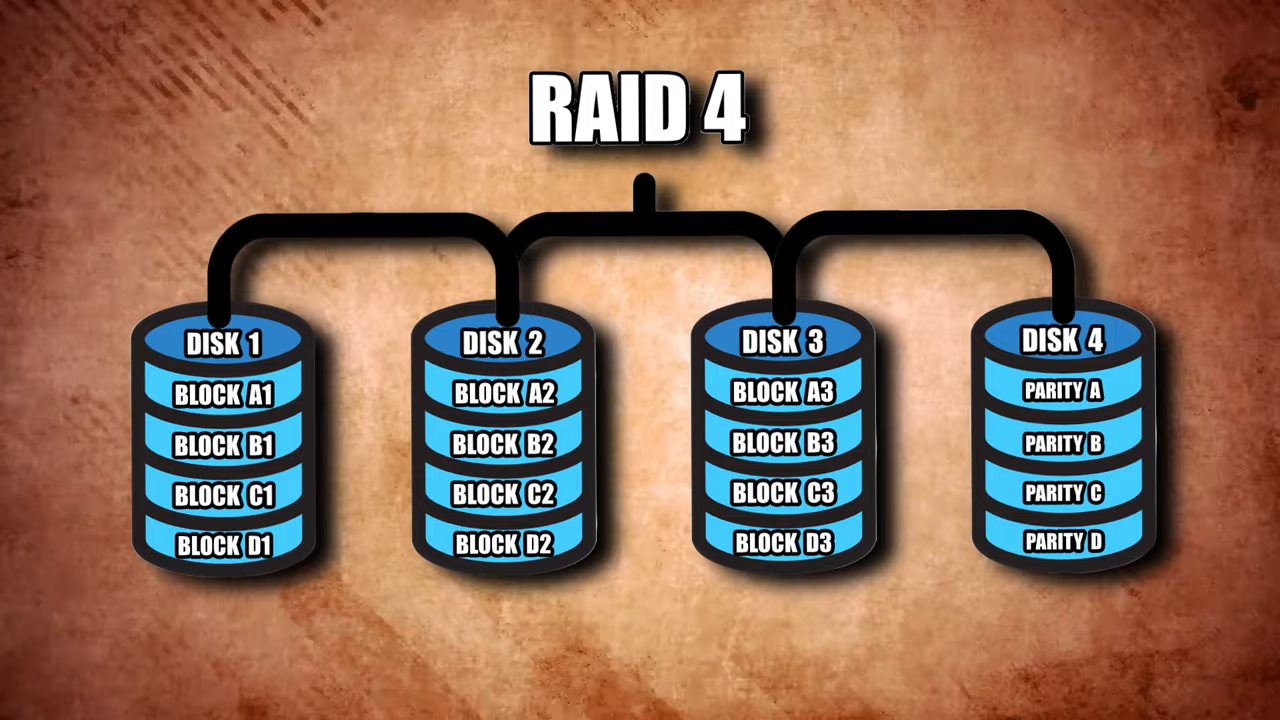 RAID 4
DISK 1
BLOCK A1
BLOCK B1
BLOCK C1
BLOCK D1
DISK 2
BLOCK A2
BLOCK B2
BLOCK C2
BLOCK D2
DISK 3
BLOCK A3
BLOCK B3
BLOCK C3
BLOCK D3
DISK 4
PARITY A
PARITY B
PARITY C
PARITY D